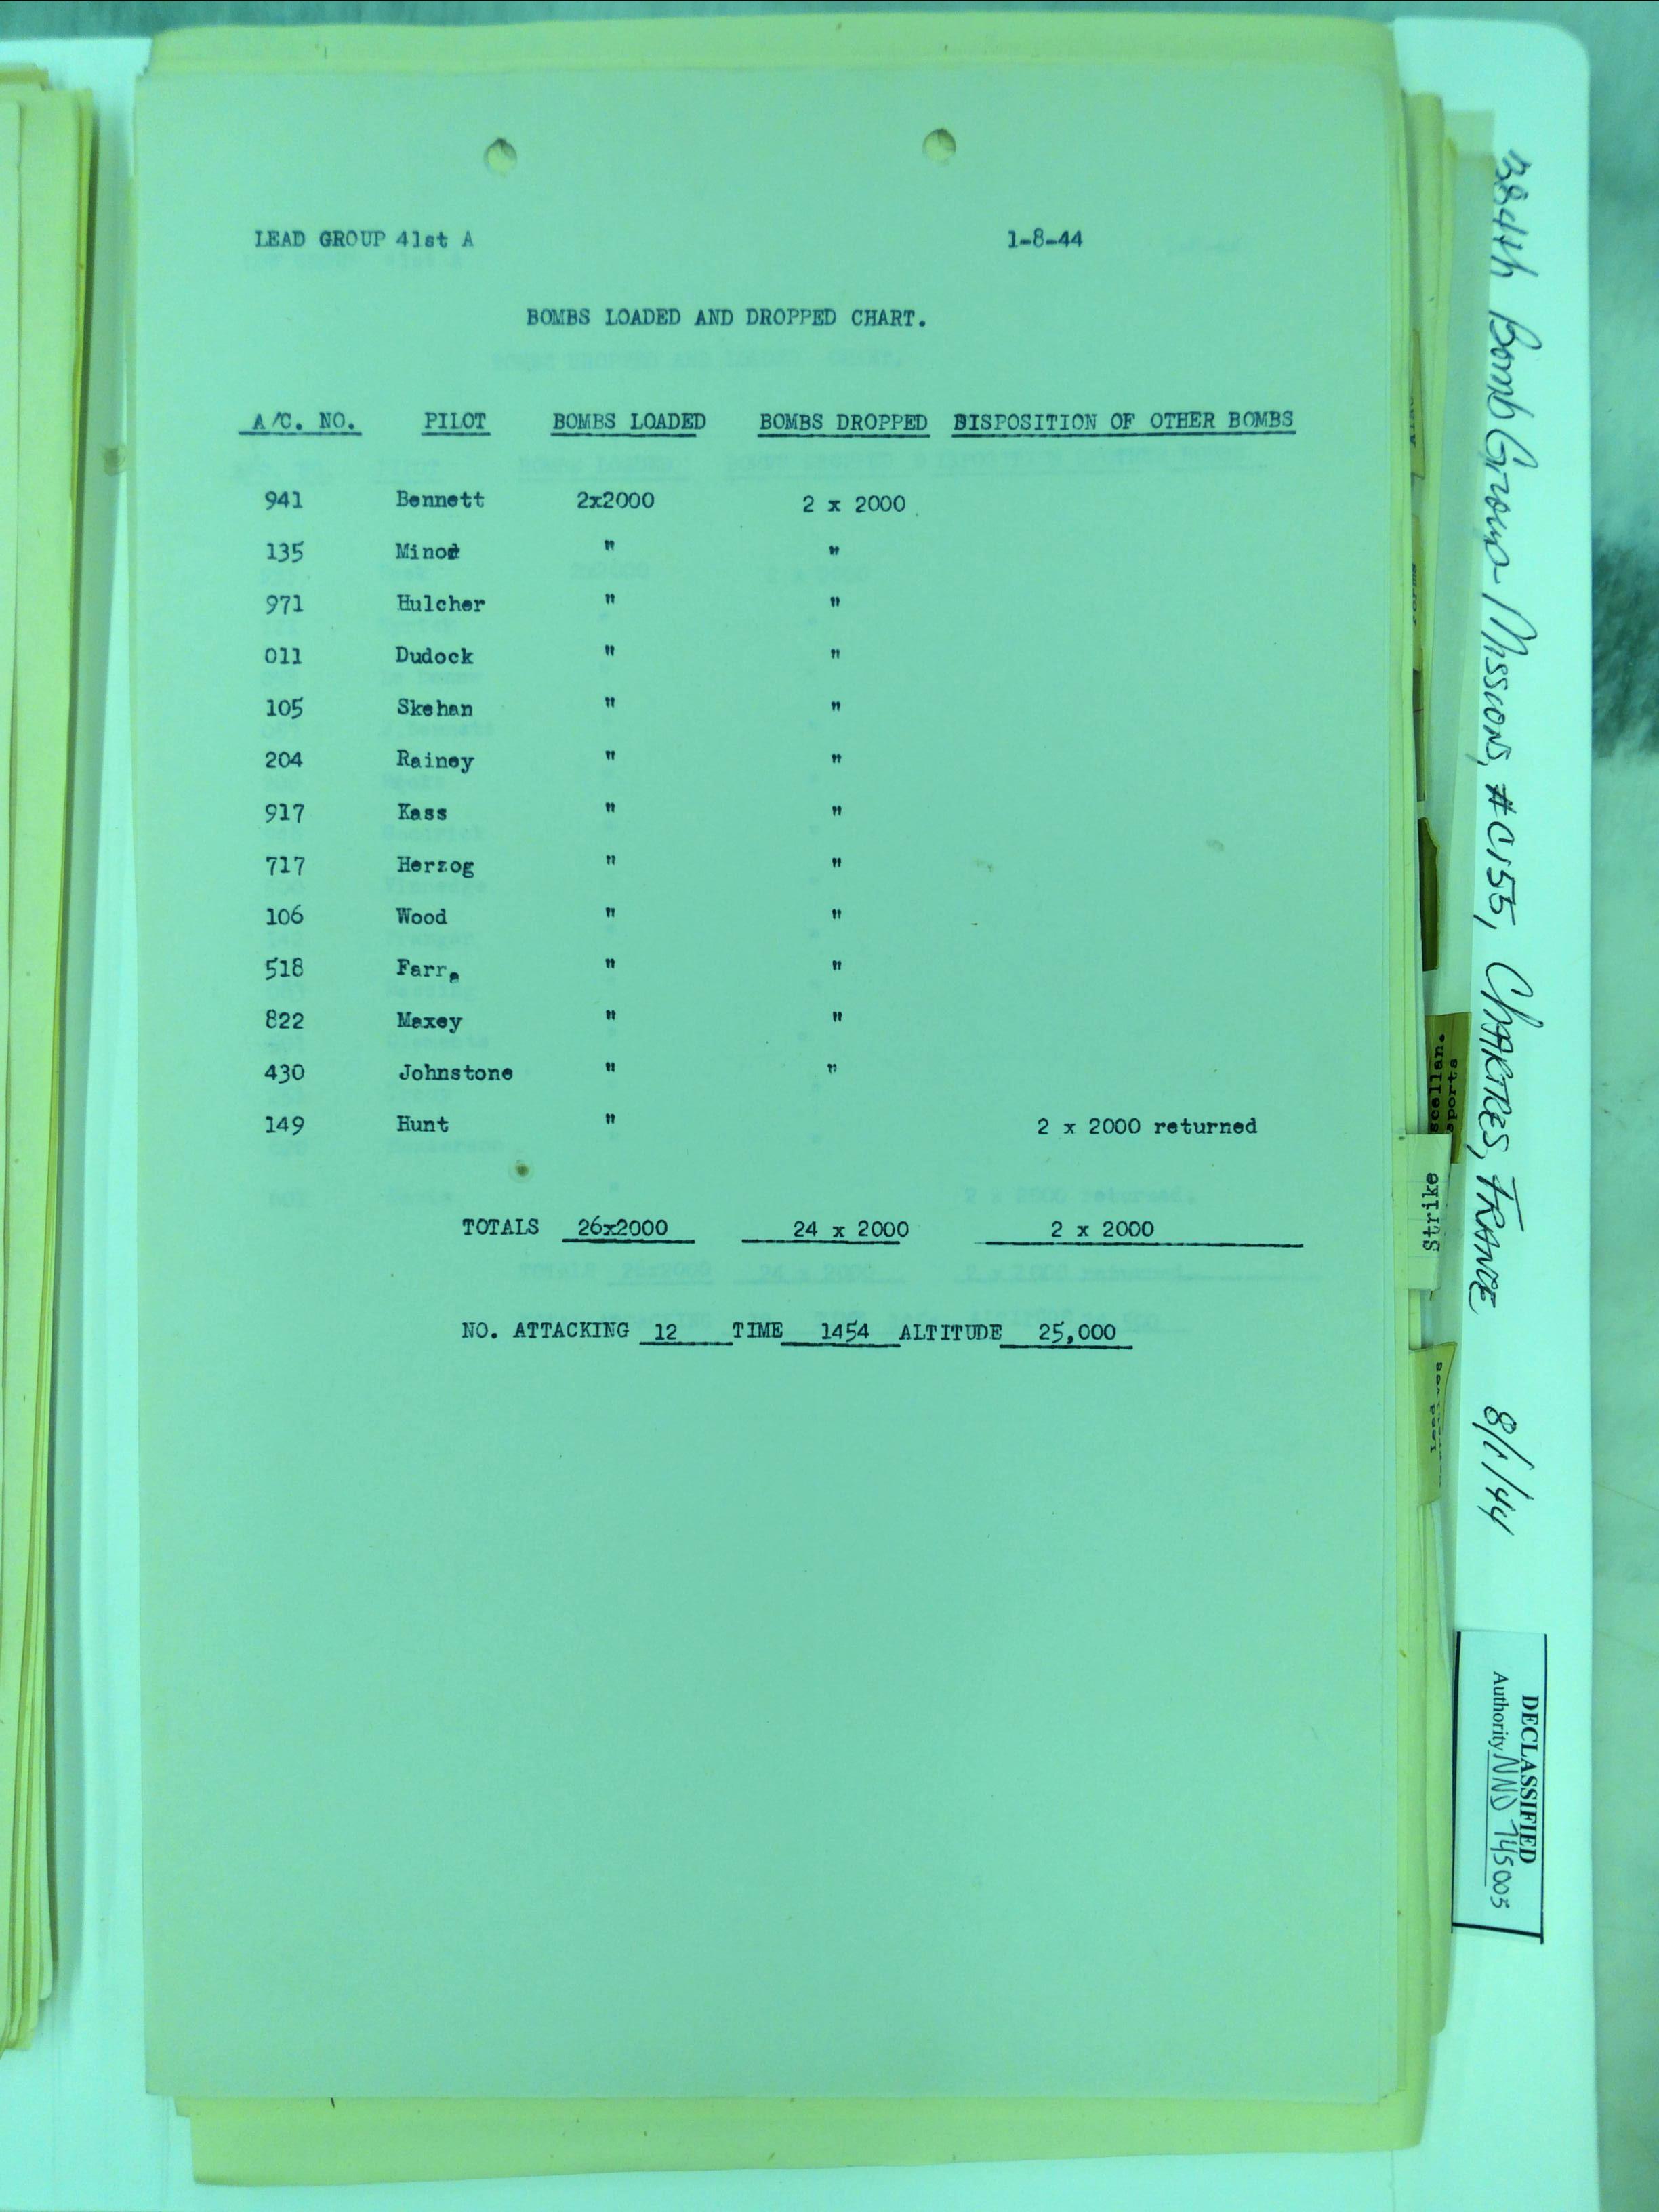 LEAD GROUP 41st A 1-8-44
BOMBS LOADED AND DROPPED CHART.
A/C. NO. PILOT BOMBS LOADED BOMBS DROPPED DISPOSITION OF OTHER BOMBS
941 Bennett 2x2000 2 x 2000
135 " "
971 Hulcher " "
011 Dudock " "
105 Skehan " "
204 Rainey " "
917 Kass " "
717 Herzog " "
106 Wood " "
518 Farra " "
822 Maxey " "
430 Johnstone " "
149 Hunt " 2 x 2000 returned
TOTALS 26x2000 24 x 2000 2 x 2000
NO. ATTACKING 12 TIME 1454 ALTITUDE 25,000
384th Bomb Group - Missions, #C155, CHARTRES, FRANCE 8/1/44
Strike
DECLASSIFIED
Authority NND 745005